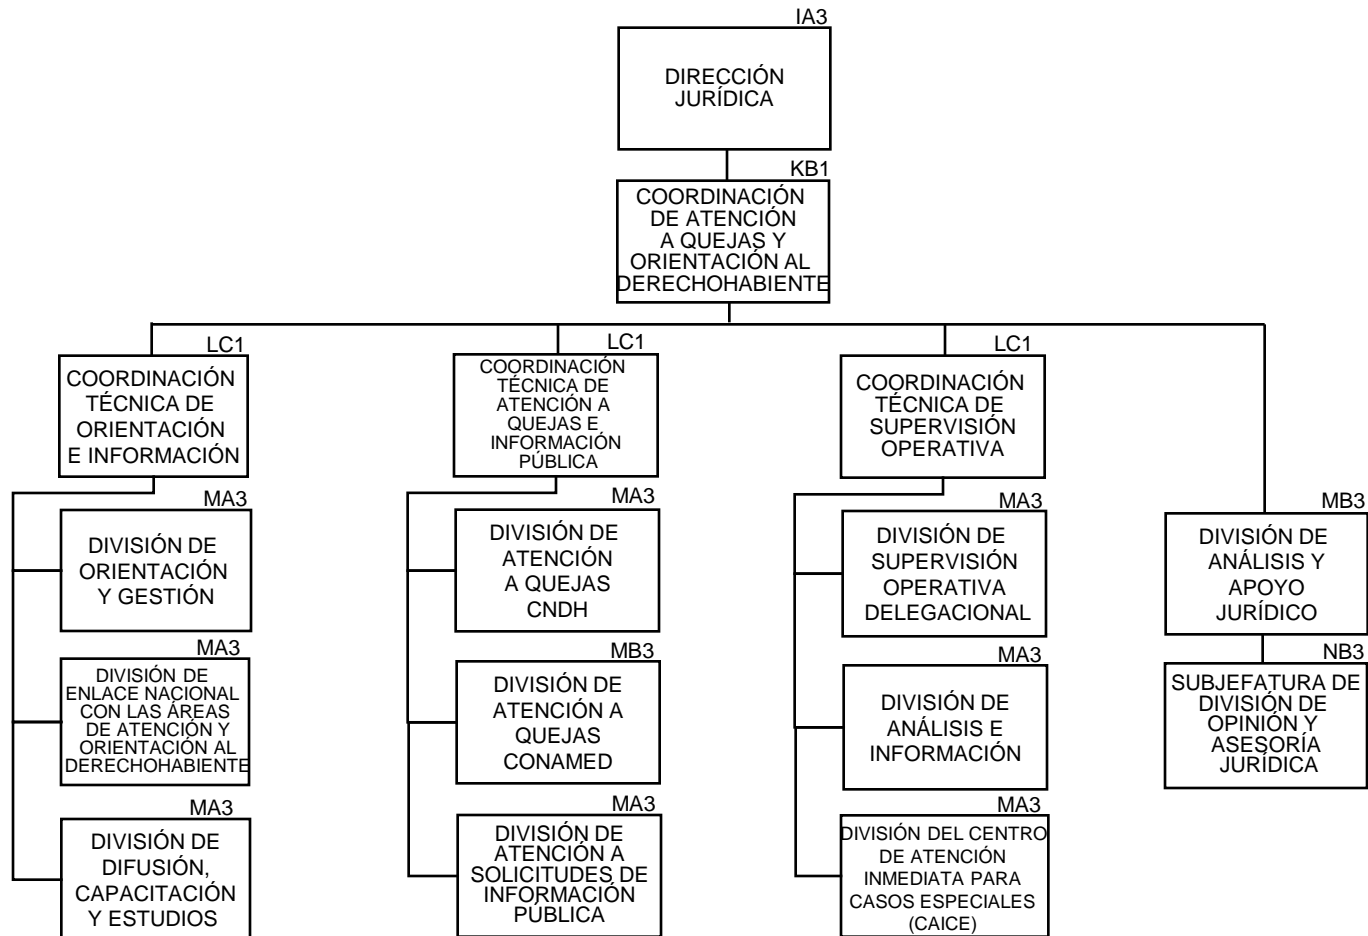 IA3
DIRECCIÓN
JURÍDICA
KB1
COORDINACIÓN
DE ATENCIÓN
A QUEJAS Y
ORIENTACIÓN AL
DERECHOHABIENTE
LC1
COORDINACIÓN
TÉCNICA DE
ORIENTACIÓN
E INFORMACIÓN
MA3
DIVISIÓN DE
ORIENTACIÓN
Y GESTIÓN
MA3
DIVISIÓN DE
ENLACE NACIONAL
CON LAS ÁREAS
DE ATENCIÓN Y
ORIENTACIÓN AL
DERECHOHABIENTE
MA3
DIVISIÓN DE
DIFUSIÓN,
CAPACITACIÓN
Y ESTUDIOS
LC1
COORDINACIÓN
TÉCNICA DE
ATENCIÓN A
QUEJAS E
INFORMACIÓN
PÚBLICA
MA3
DIVISIÓN DE
ATENCIÓN
A QUEJAS
CNDH
MB3
DIVISIÓN DE
ATENCIÓN A
QUEJAS
CONAMED
MA3
DIVISIÓN DE
ATENCIÓN A
SOLICITUDES DE
INFORMACIÓN
PÚBLICA
LC1
COORDINACIÓN
TÉCNICA DE
SUPERVISIÓN
OPERATIVA
MA3
DIVISIÓN DE
SUPERVISIÓN
OPERATIVA
DELEGACIONAL
MA3
DIVISIÓN DE
ANÁLISIS E
INFORMACIÓN
MA3
DIVISIÓN DEL CENTRO
DE ATENCIÓN
INMEDIATA PARA
CASOS ESPECIALES
(CAICE)
MB3
DIVISIÓN DE
ANÁLISIS Y
APOYO
JURÍDICO
NB3
SUBJEFATURA DE
DIVISIÓN DE
OPINIÓN Y
ASESORÍA
JURÍDICA